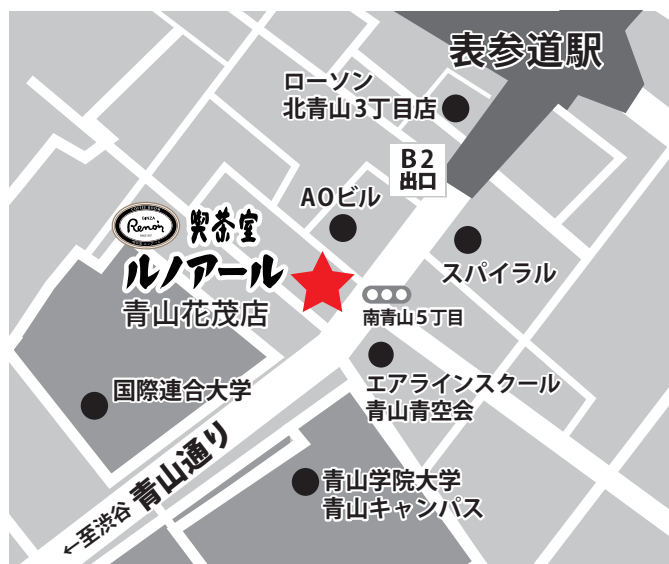 表参道駅
ローソン
北青山3丁目店
B2
出口
AOビル
Renoir
喫茶室
ルノアール
青山花茂店
スパイラル
南青山5丁目
エアラインスクール
青山青空会
国際連合大学
青山通り
←至渋谷
青山学院大学
青山キャンパス